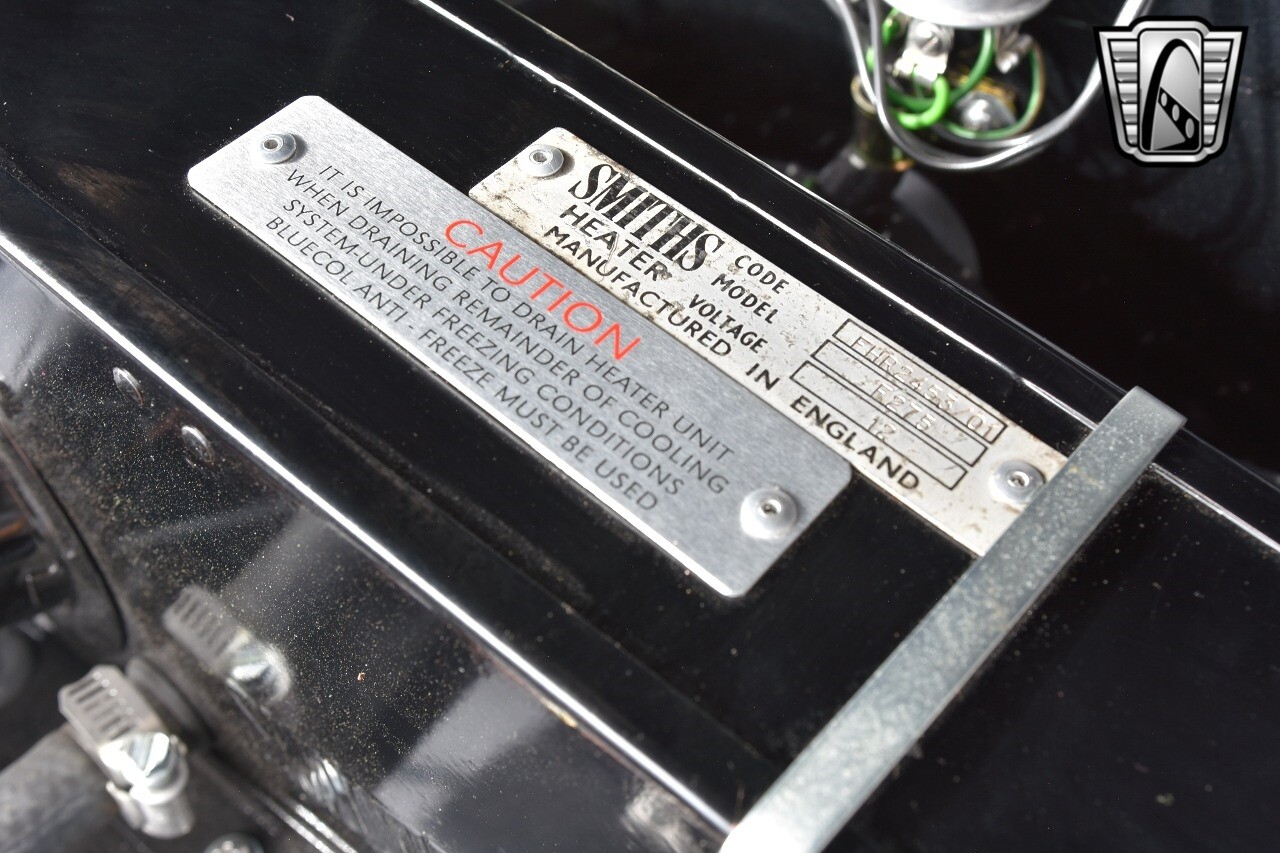 CAUTION
IT IS IMPOSSIBLE TO DRAIN HEATER UNIT
WHEN DRAINING REMAINDER OF COOLING
SYSTEM-UNDER FREEZING CONDITIONS
BLUECOL ANTI - FREEZE MUST BE USED
SMITHS
HEATER
CODE
MODEL
VOLTAGE
12
MANUFACTURED IN ENGLAND